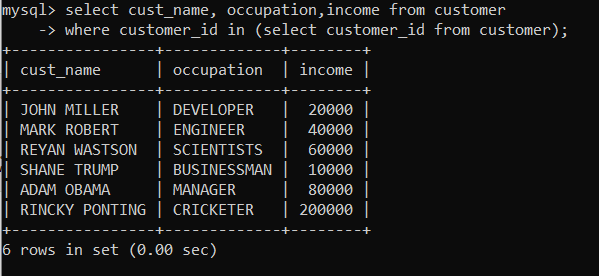 mysql> select cust_name, occupation,income from customer
    -> where customer_id in (select customer_id from customer);
+----------------+-------------+--------+
| cust_name      | occupation  | income |
+----------------+-------------+--------+
| JOHN MILLER    | DEVELOPER   |  20000 |
| MARK ROBERT    | ENGINEER    |  40000 |
| REYAN WASTSON  | SCIENTISTS  |  60000 |
| SHANE TRUMP    | BUSINESSMAN |  10000 |
| ADAM OBAMA     | MANAGER     |  80000 |
| RINCKY PONTING | CRICKETER   | 200000 |
+----------------+-------------+--------+
6 rows in set (0.00 sec)